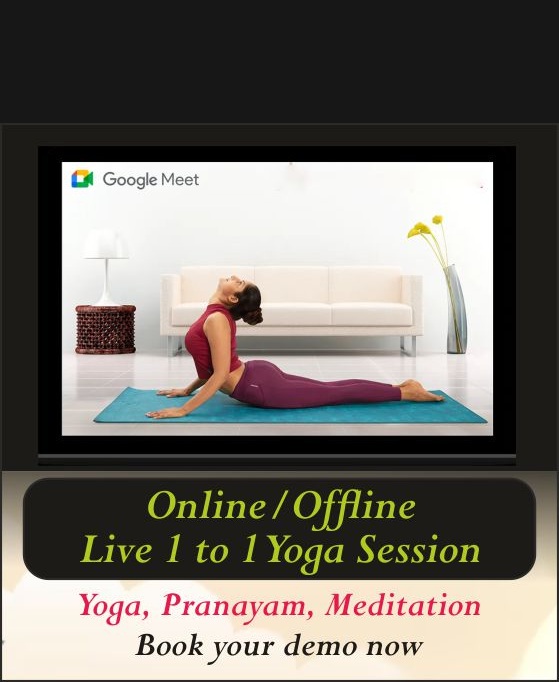 Google Meet
Online/Offline
Live 1 to 1 Yoga Session
Yoga, Pranayam, Meditation
Book your demo now